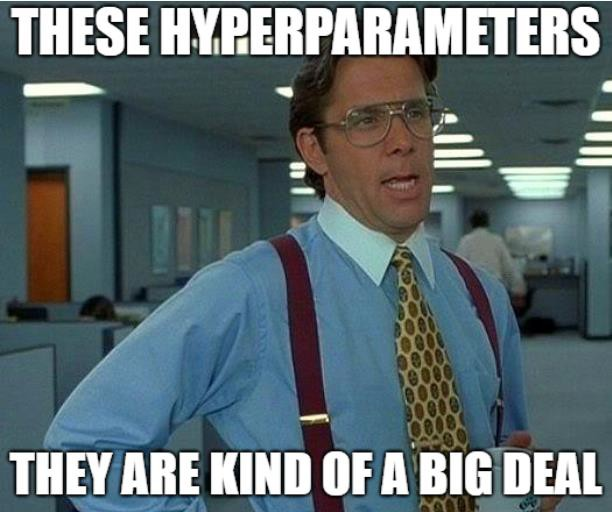 THESE HYPERPARAMETERS
THEY ARE KIND OF A BIG DEAL